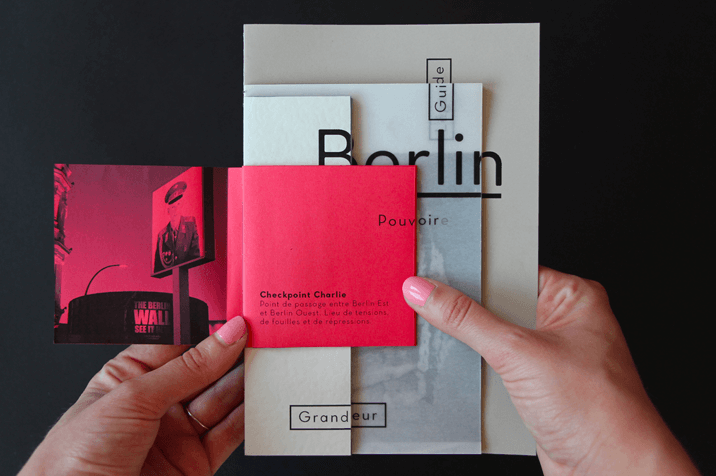 Guide
Berlin
Pouvoire
Checkpoint Charlie
Point de passage entre Berlin Est
et Berlin Ouest. Lieu de tensions,
de fouilles et de répressions.
THE BERLIN
WALL
SEE IT
Grandeur